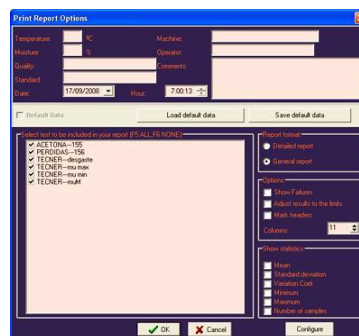 Print Report Options
Temperature: ºC Machine:
Moisture: % Operator:
Quality: Comments:
Standard:
Date: 17/09/2008 Hour: 7:00:13
Default Data Load default data Save default data
Select test to be included in your report (F5 ALL,F6 NONE)
ACETONA--155
PERDIDAS--156
TECNER--desgaste
TECNER--mu max
TECNER--mu min
TECNER--muM
Report format
Detailed report
General report
Options
Show Failures
Adjust results to the limits
Mark headers
Columns: 11
Show statistics
Mean
Standard deviation
Variation Coef.
Minimum
Maximum
Number of samples
OK Cancel Configure